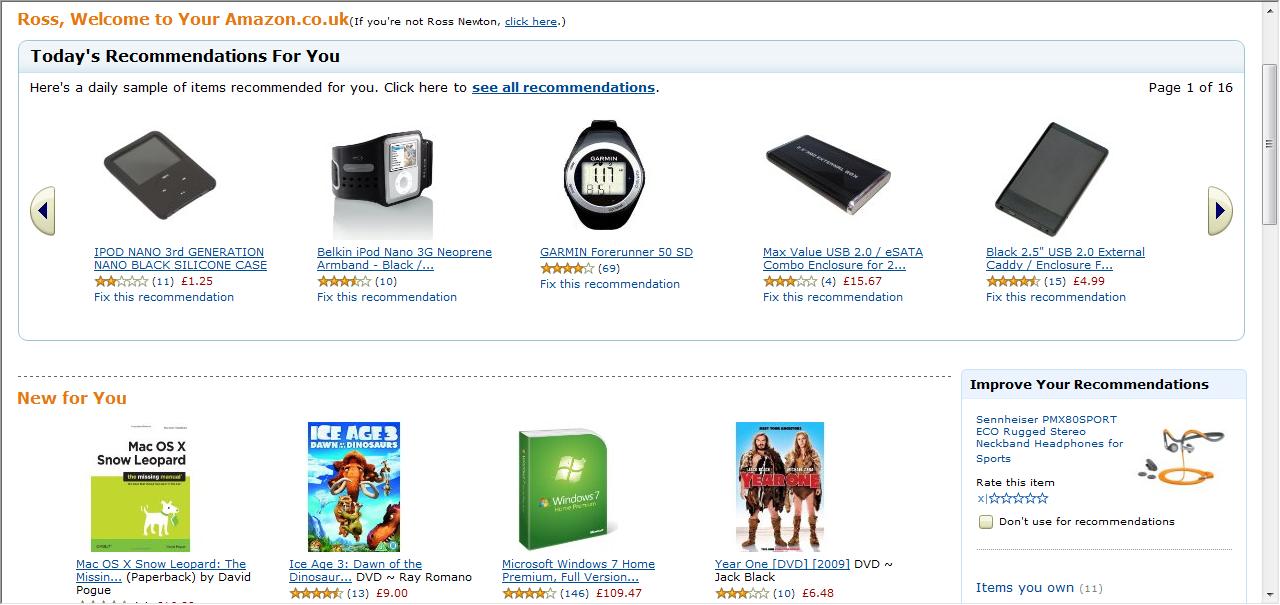 Ross, Welcome to Your Amazon.co.uk(If you're not Ross Newton, click here.)
Today's Recommendations For You
Here's a daily sample of items recommended for you. Click here to see all recommendations. Page 1 of 16
GARMIN
2.5" HDD EXTERNAL BOX
IPOD NANO 3rd GENERATION
NANO BLACK SILICONE CASE
(11) £1.25
Fix this recommendation
Belkin iPod Nano 3G Neoprene
Armband - Black /...
(10)
Fix this recommendation
GARMIN Forerunner 50 SD
(69)
Fix this recommendation
Max Value USB 2.0 / eSATA
Combo Enclosure for 2...
(4) £15.67
Fix this recommendation
Black 2.5" USB 2.0 External
Caddy / Enclosure F...
(15) £4.99
Fix this recommendation
New for You
Mac OS X
Snow Leopard
the missing manual
ICE AGE 3
DAWN OF THE DINOSAURS
Windows 7
Home Premium
JACK BLACK MICHAEL CERA
YEAR ONE
Mac OS X Snow Leopard: The
Missin... (Paperback) by David
Pogue
Ice Age 3: Dawn of the
Dinosaur... DVD ~ Ray Romano
(13) £9.00
Microsoft Windows 7 Home
Premium, Full Version...
(146) £109.47
Year One [DVD] [2009] DVD ~
Jack Black
(10) £6.48
Improve Your Recommendations
Sennheiser PMX80SPORT
ECO Rugged Stereo
Neckband Headphones for
Sports
Rate this item
x|
Don't use for recommendations
Items you own (11)